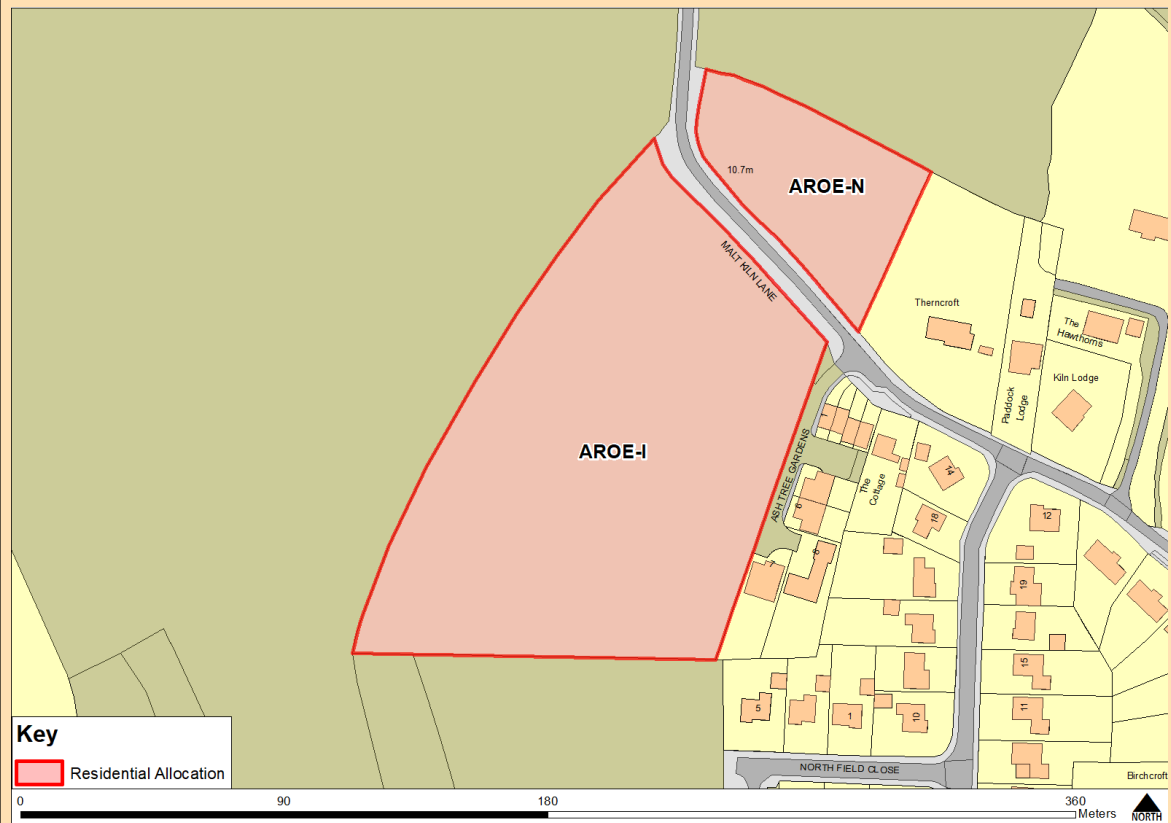 10.7m
AROE-N
MALT KILN LANE
Therncroft
The
Hawthorns
Kiln Lodge
Paddock
Lodge
AROE-I
ASH TREE GARDENS
1
The
Cottage
14
18
12
6
8
7
19
15
11
5
1
10
NORTH FIELD CLOSE
Birchcroft
Key
Residential Allocation
0 90 180 360
Meters
NORTH